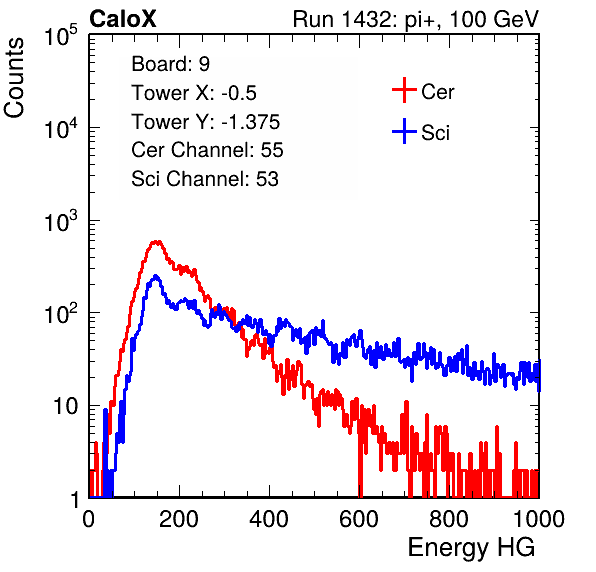 CaloX Run 1432: pi+, 100 GeV
Board: 9
Tower X: -0.5
Tower Y: -1.375
Cer Channel: 55
Sci Channel: 53
Cer
Sci
Counts
10^5
10^4
10^3
10^2
10
1
0 200 400 600 800 1000
Energy HG